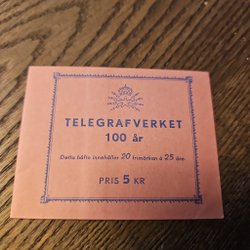 TELEGRAFVERKET
100 år
Detta häfte innehåller 20 frimärken à 25 öre
PRIS 5 KR